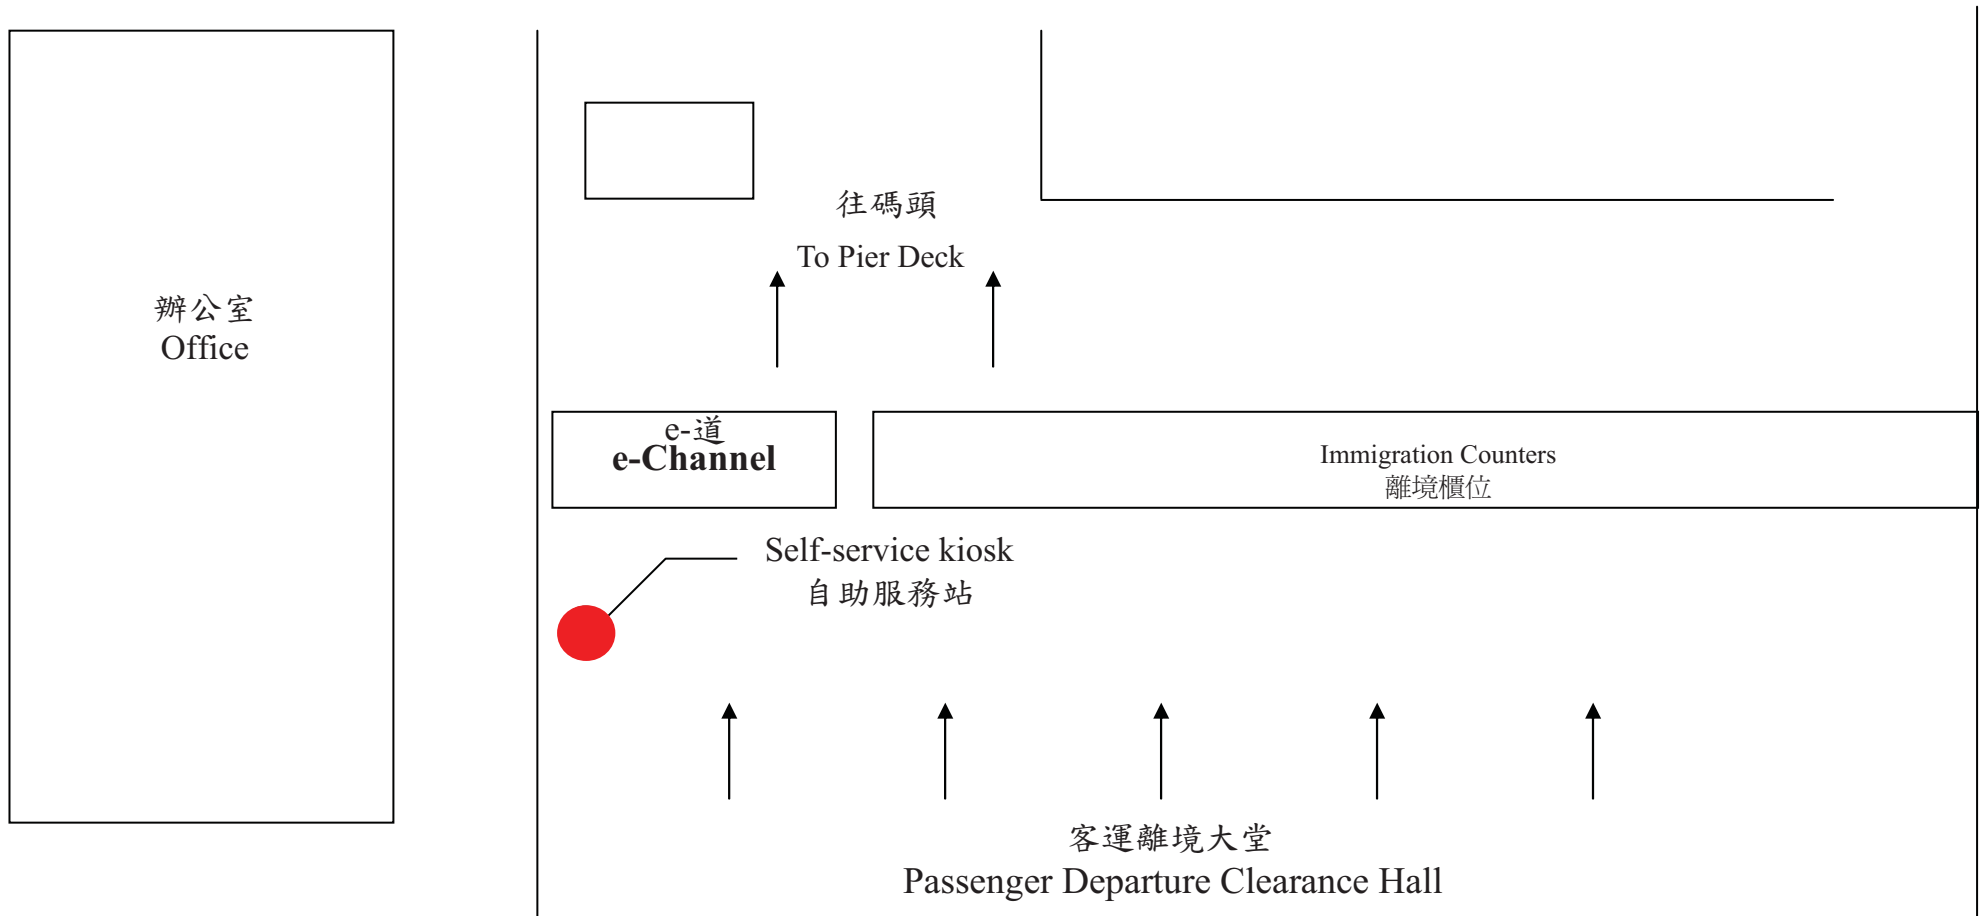 往碼頭
To Pier Deck
辦公室
Office
e-道
e-Channel
Immigration Counters
離境櫃位
Self-service kiosk
自助服務站
客運離境大堂
Passenger Departure Clearance Hall